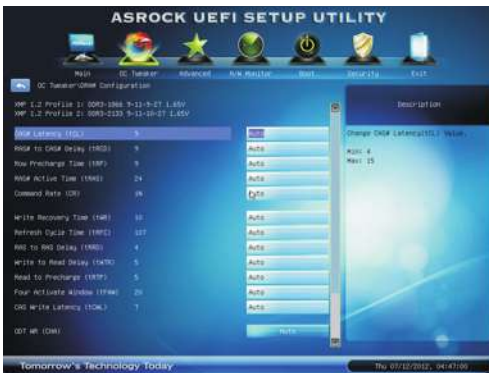 ASROCK UEFI SETUP UTILITY
Main OC Tweaker Advanced H/W Monitor Boot Security Exit
OC Tweaker\DRAM Configuration
Description
XMP 1.2 Profile 1: DDR3-1866 9-11-9-27 1.65V
XMP 1.2 Profile 2: DDR3-2133 9-11-10-27 1.65V
CAS# Latency (tCL) 9 Auto
Change CAS# Latency(tCL) Value.
Min: 4
Max: 15
RAS# to CAS# Delay (tRCD) 9 Auto
Row Precharge Time (tRP) 9 Auto
RAS# Active Time (tRAS) 24 Auto
Command Rate (CR) 1N Auto
Write Recovery Time (tWR) 10 Auto
Refresh Cycle Time (tRFC) 107 Auto
RAS to RAS Delay (tRRD) 4 Auto
Write to Read Delay (tWTR) 5 Auto
Read to Precharge (tRTP) 5 Auto
Four Activate Window (tFAW) 20 Auto
CAS Write Latency (tCWL) 7 Auto
ODT WR (CHA) Auto
Tomorrow's Technology Today
Thu 07/12/2012, 04:47:00